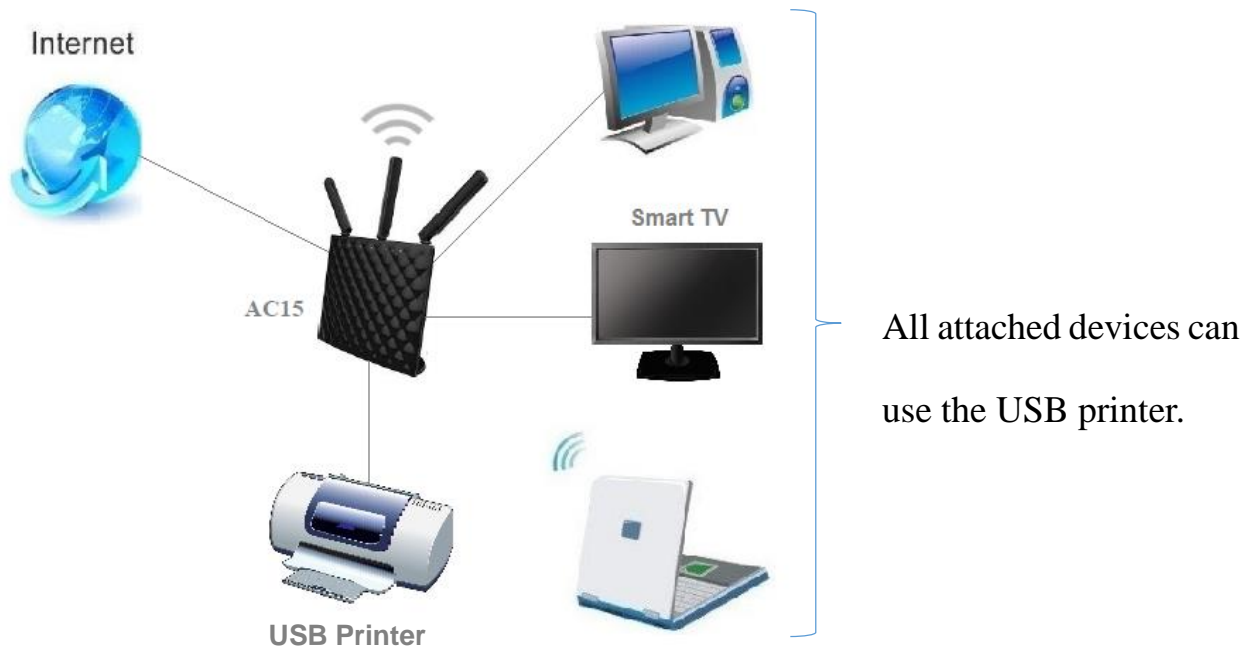 Internet
Smart TV
AC15
All attached devices can
use the USB printer.
USB Printer